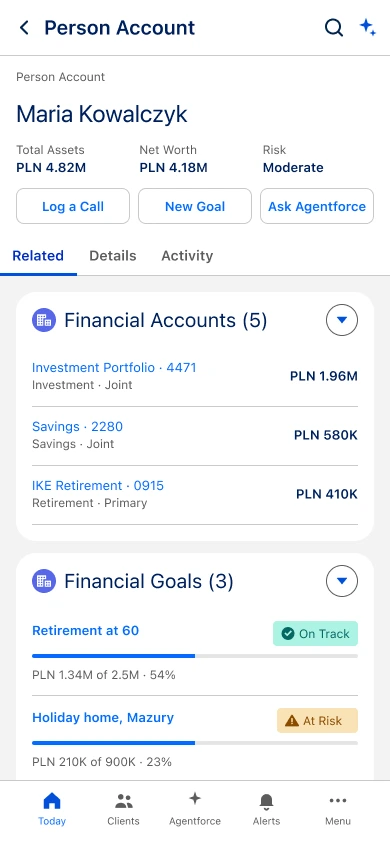 Person Account
Person Account
Maria Kowalczyk
Total Assets
PLN 4.82M
Net Worth
PLN 4.18M
Risk
Moderate
Log a Call
New Goal
Ask Agentforce
Related
Details
Activity
Financial Accounts (5)
Investment Portfolio · 4471
Investment · Joint
PLN 1.96M
Savings · 2280
Savings · Joint
PLN 580K
IKE Retirement · 0915
Retirement · Primary
PLN 410K
Financial Goals (3)
Retirement at 60
On Track
PLN 1.34M of 2.5M · 54%
Holiday home, Mazury
At Risk
PLN 210K of 900K · 23%
Today
Clients
Agentforce
Alerts
Menu